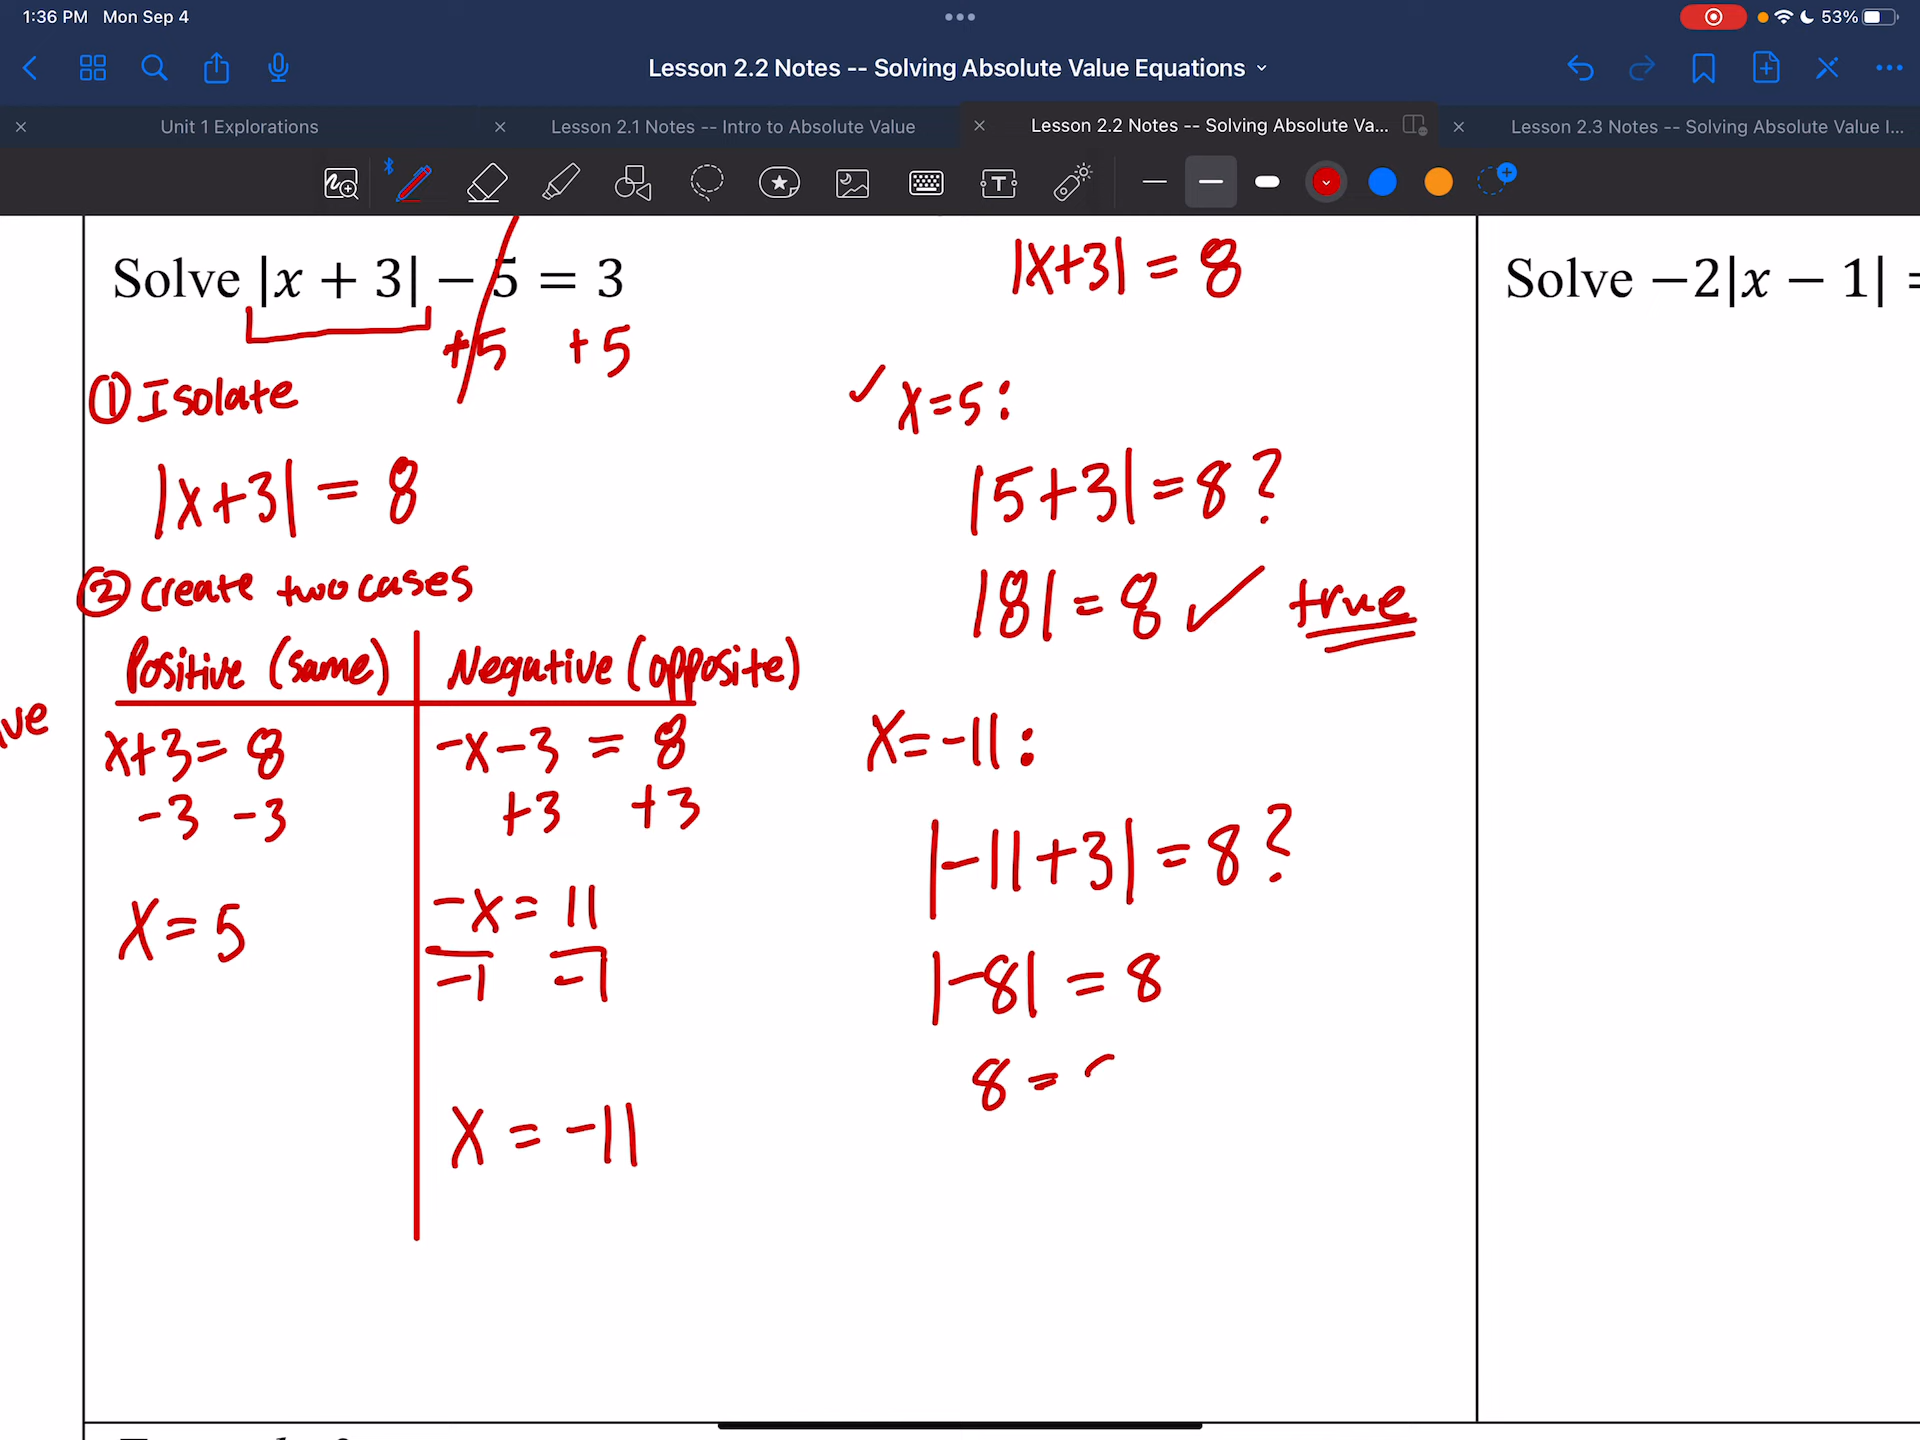 1:36 PM Mon Sep 4
53%
Lesson 2.2 Notes -- Solving Absolute Value Equations
Unit 1 Explorations
Lesson 2.1 Notes -- Intro to Absolute Value
Lesson 2.2 Notes -- Solving Absolute Va...
Lesson 2.3 Notes -- Solving Absolute Value I...
Solve |x + 3| − 5 = 3
+5 +5
① Isolate
|x+3| = 8
② Create two cases
Positive (same)
Negative (opposite)
x+3 = 8
-3 -3
x = 5
-x-3 = 8
+3 +3
-x = 11
-1 -1
x = -11
|x+3| = 8
✓ x=5:
|5+3| = 8?
|8| = 8 ✓ true
x=-11:
|-11+3| = 8?
|-8| = 8
8 =
Solve −2|x − 1| =